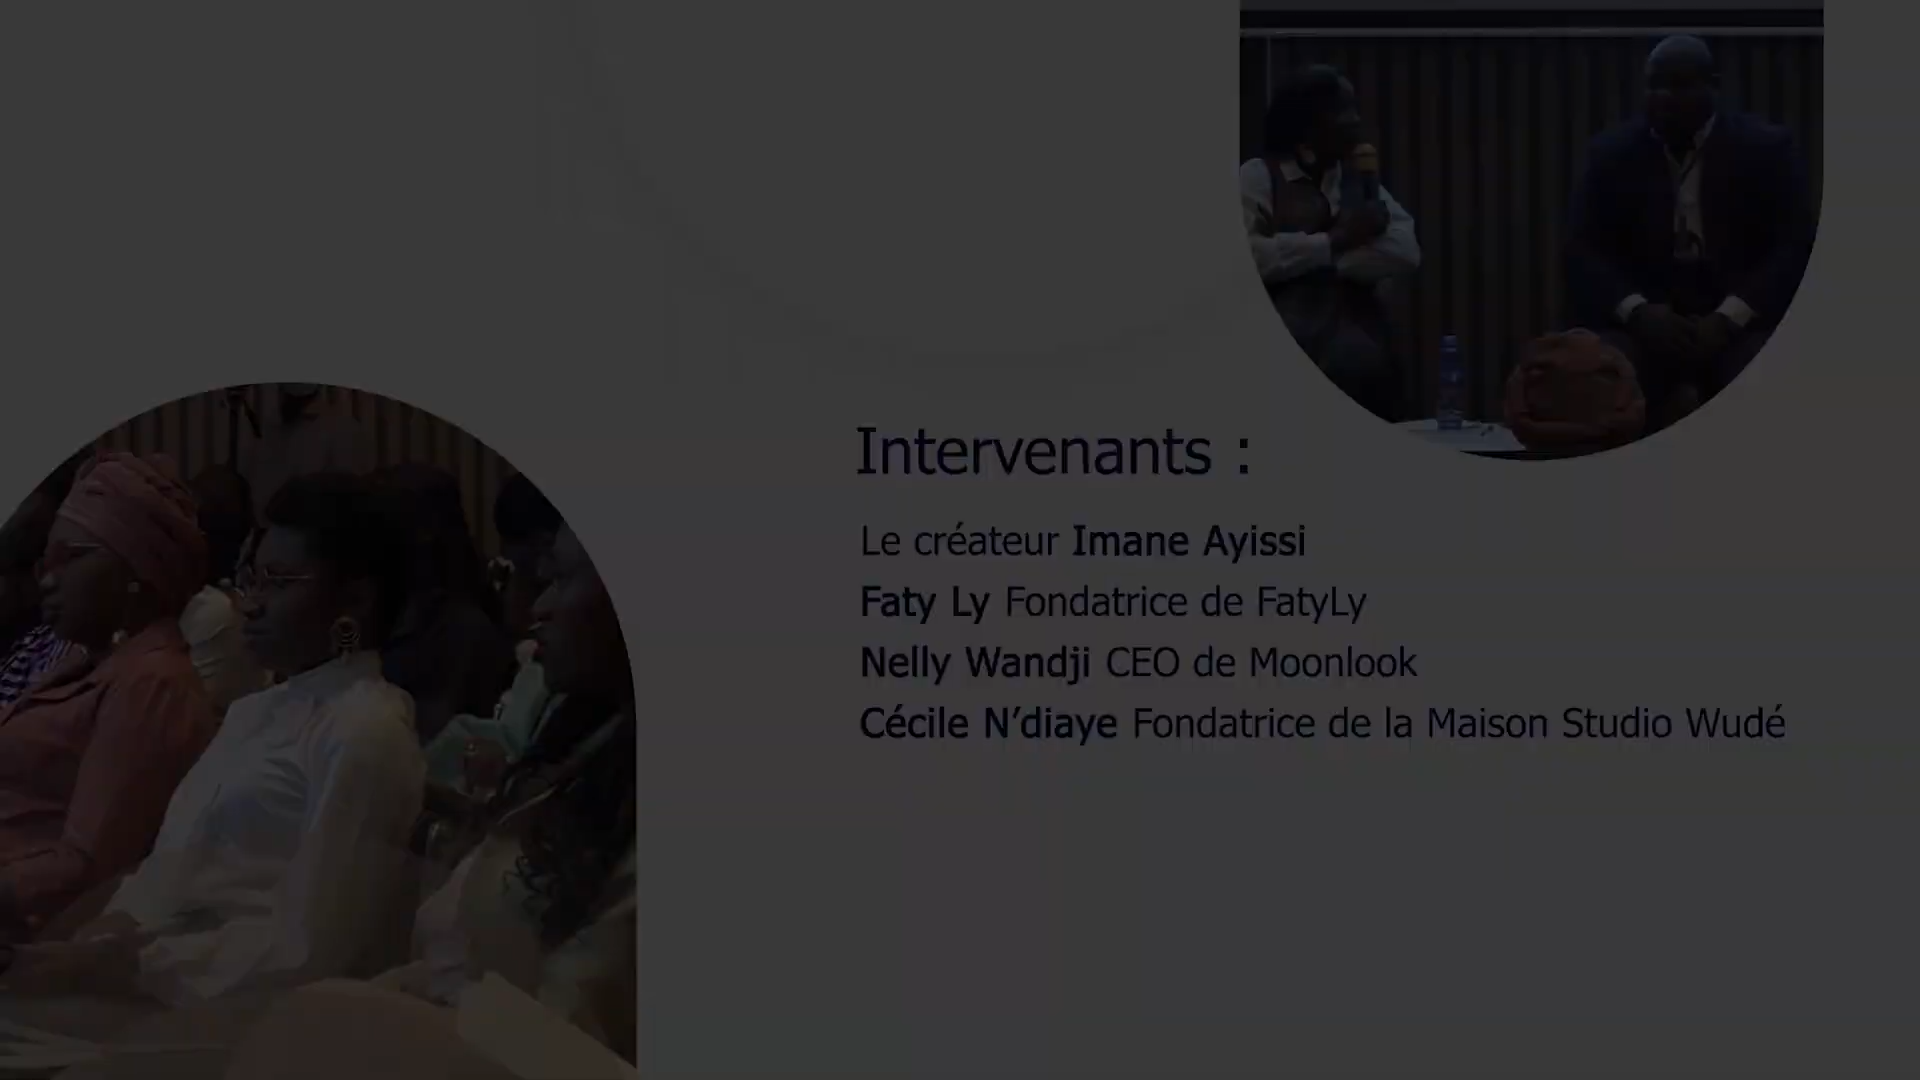 Intervenants :
Le créateur Imane Ayissi
Faty Ly Fondatrice de FatyLy
Nelly Wandji CEO de Moonlook
Cécile N’diaye Fondatrice de la Maison Studio Wudé